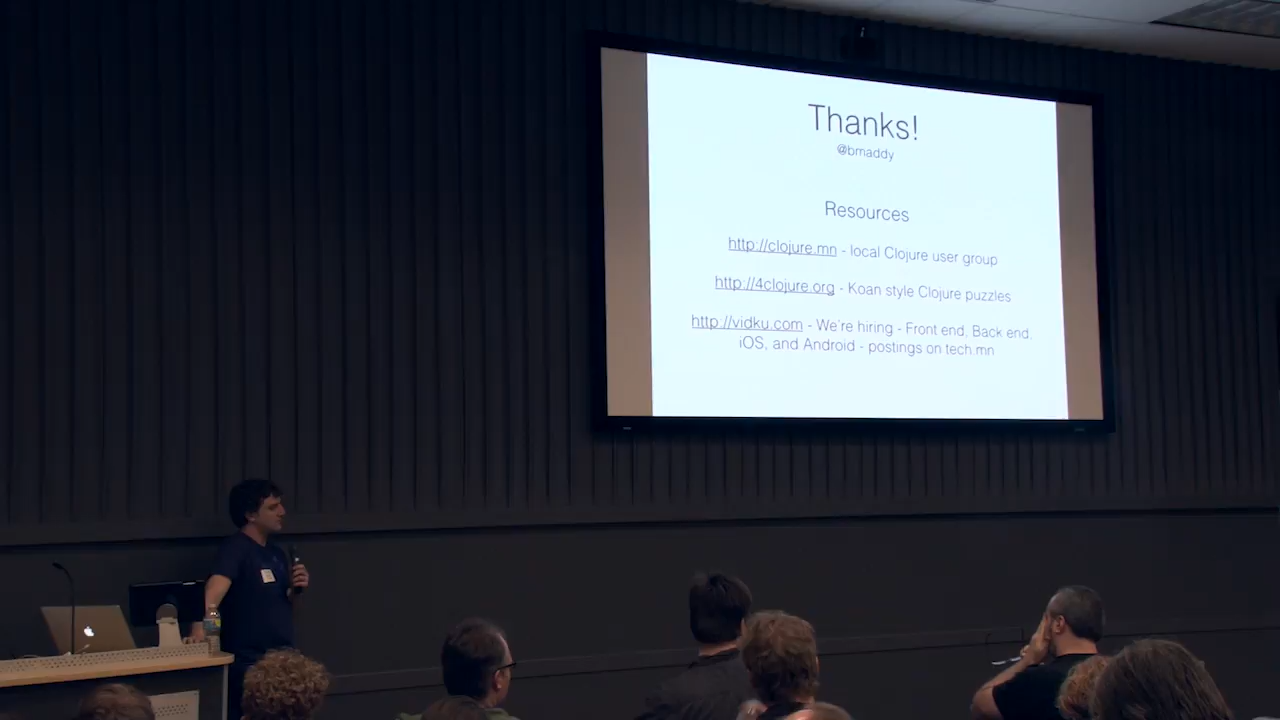 Thanks!
@bmaddy
Resources
http://clojure.mn - local Clojure user group
http://4clojure.org - Koan style Clojure puzzles
http://vidku.com - We're hiring - Front end, Back end,
iOS, and Android - postings on tech.mn